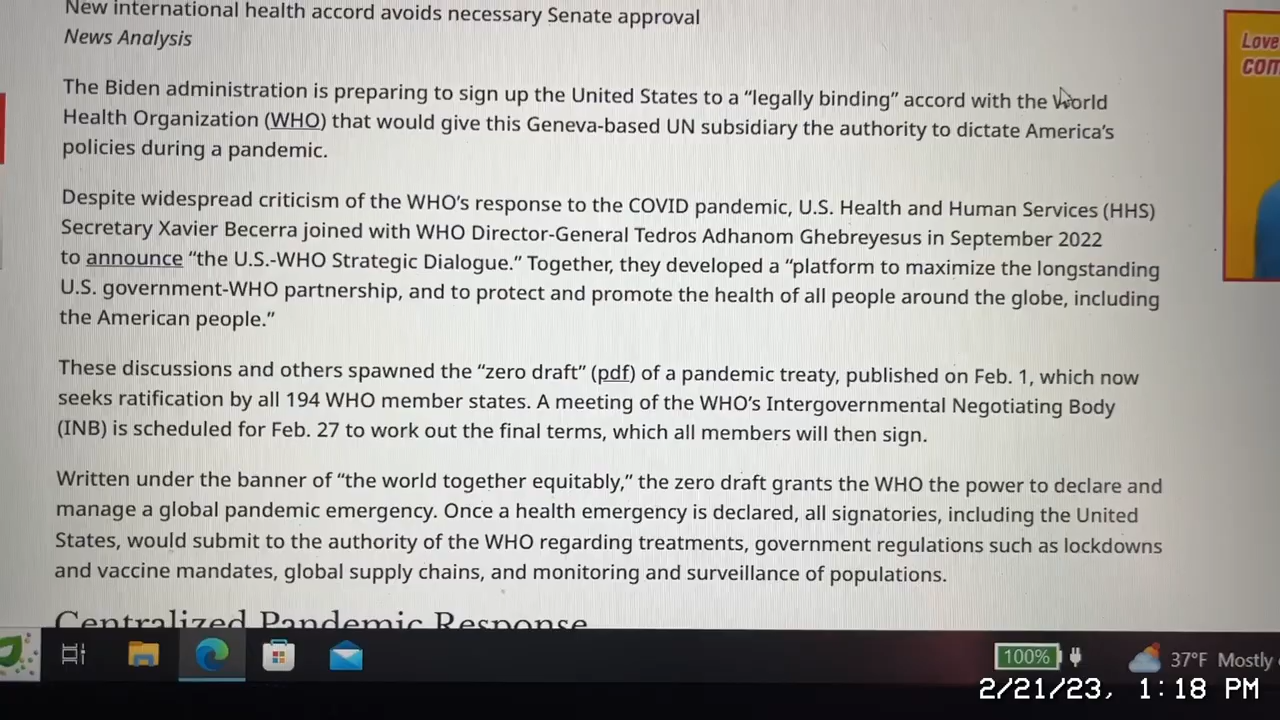 New international health accord avoids necessary Senate approval
News Analysis
The Biden administration is preparing to sign up the United States to a “legally binding” accord with the World
Health Organization (WHO) that would give this Geneva-based UN subsidiary the authority to dictate America’s
policies during a pandemic.
Despite widespread criticism of the WHO’s response to the COVID pandemic, U.S. Health and Human Services (HHS)
Secretary Xavier Becerra joined with WHO Director-General Tedros Adhanom Ghebreyesus in September 2022
to announce “the U.S.-WHO Strategic Dialogue.” Together, they developed a “platform to maximize the longstanding
U.S. government-WHO partnership, and to protect and promote the health of all people around the globe, including
the American people.”
These discussions and others spawned the “zero draft” (pdf) of a pandemic treaty, published on Feb. 1, which now
seeks ratification by all 194 WHO member states. A meeting of the WHO’s Intergovernmental Negotiating Body
(INB) is scheduled for Feb. 27 to work out the final terms, which all members will then sign.
Written under the banner of “the world together equitably,” the zero draft grants the WHO the power to declare and
manage a global pandemic emergency. Once a health emergency is declared, all signatories, including the United
States, would submit to the authority of the WHO regarding treatments, government regulations such as lockdowns
and vaccine mandates, global supply chains, and monitoring and surveillance of populations.
Centralized Pandemic Response
Love
com
100%
37°F Mostly
2/21/23, 1:18 PM